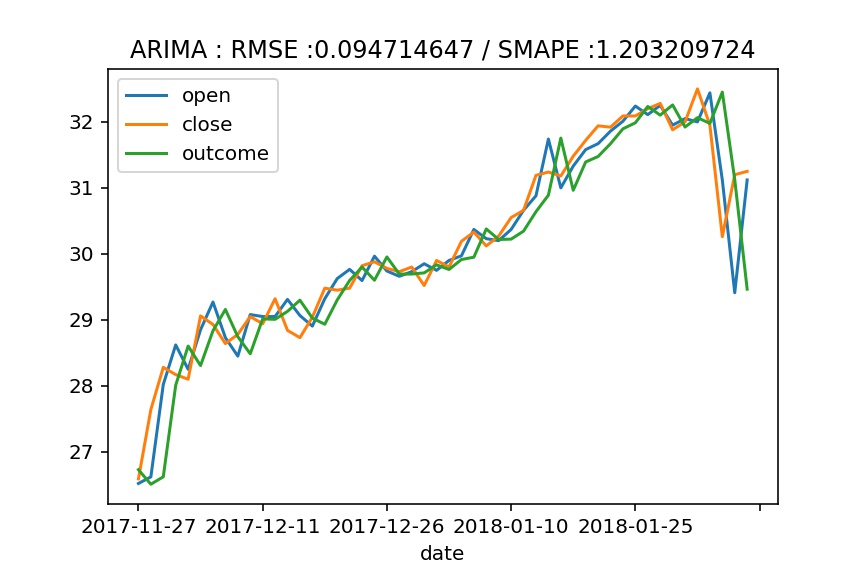 ARIMA : RMSE :0.094714647 / SMAPE :1.203209724
open
close
outcome
32
31
30
29
28
27
2017-11-27 2017-12-11 2017-12-26 2018-01-10 2018-01-25
date